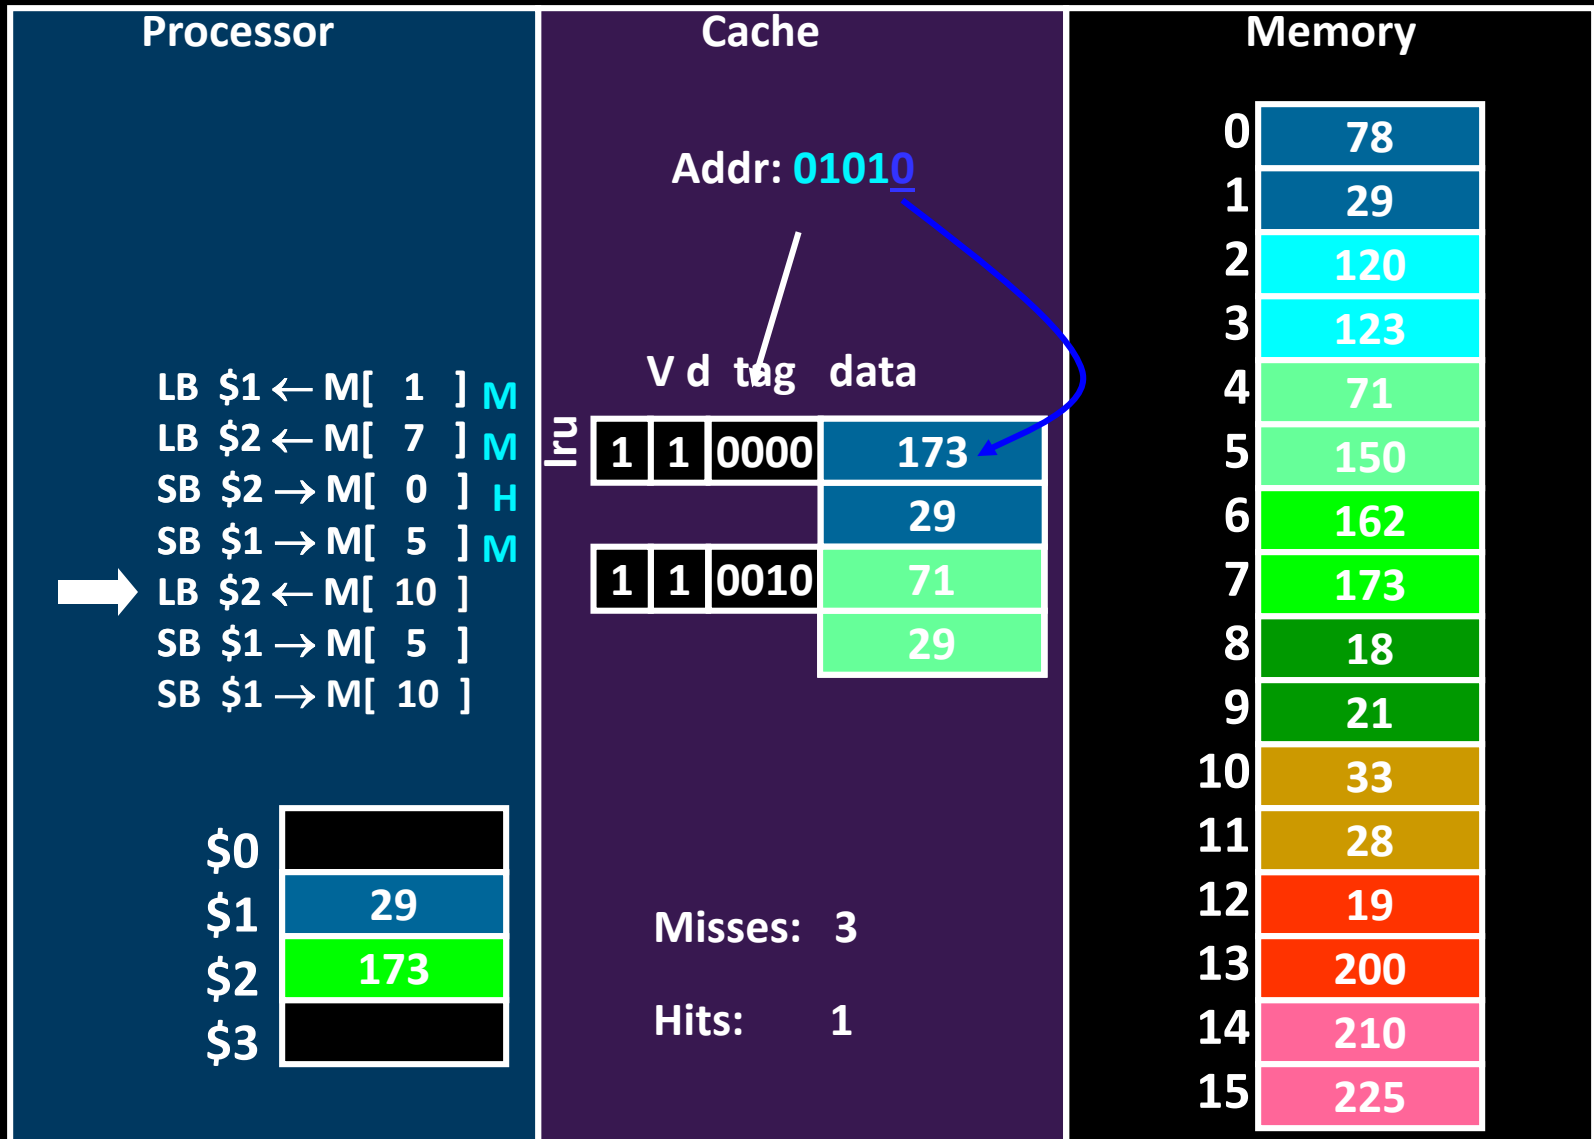 Processor
LB $1 ← M[ 1 ] M
LB $2 ← M[ 7 ] M
SB $2 → M[ 0 ] H
SB $1 → M[ 5 ] M
LB $2 ← M[ 10 ]
SB $1 → M[ 5 ]
SB $1 → M[ 10 ]
$0
$1 29
$2 173
$3
Cache
Addr: 01010
V d tag data
lru
1 1 0000 173
29
1 1 0010 71
29
Misses: 3
Hits: 1
Memory
0 78
1 29
2 120
3 123
4 71
5 150
6 162
7 173
8 18
9 21
10 33
11 28
12 19
13 200
14 210
15 225